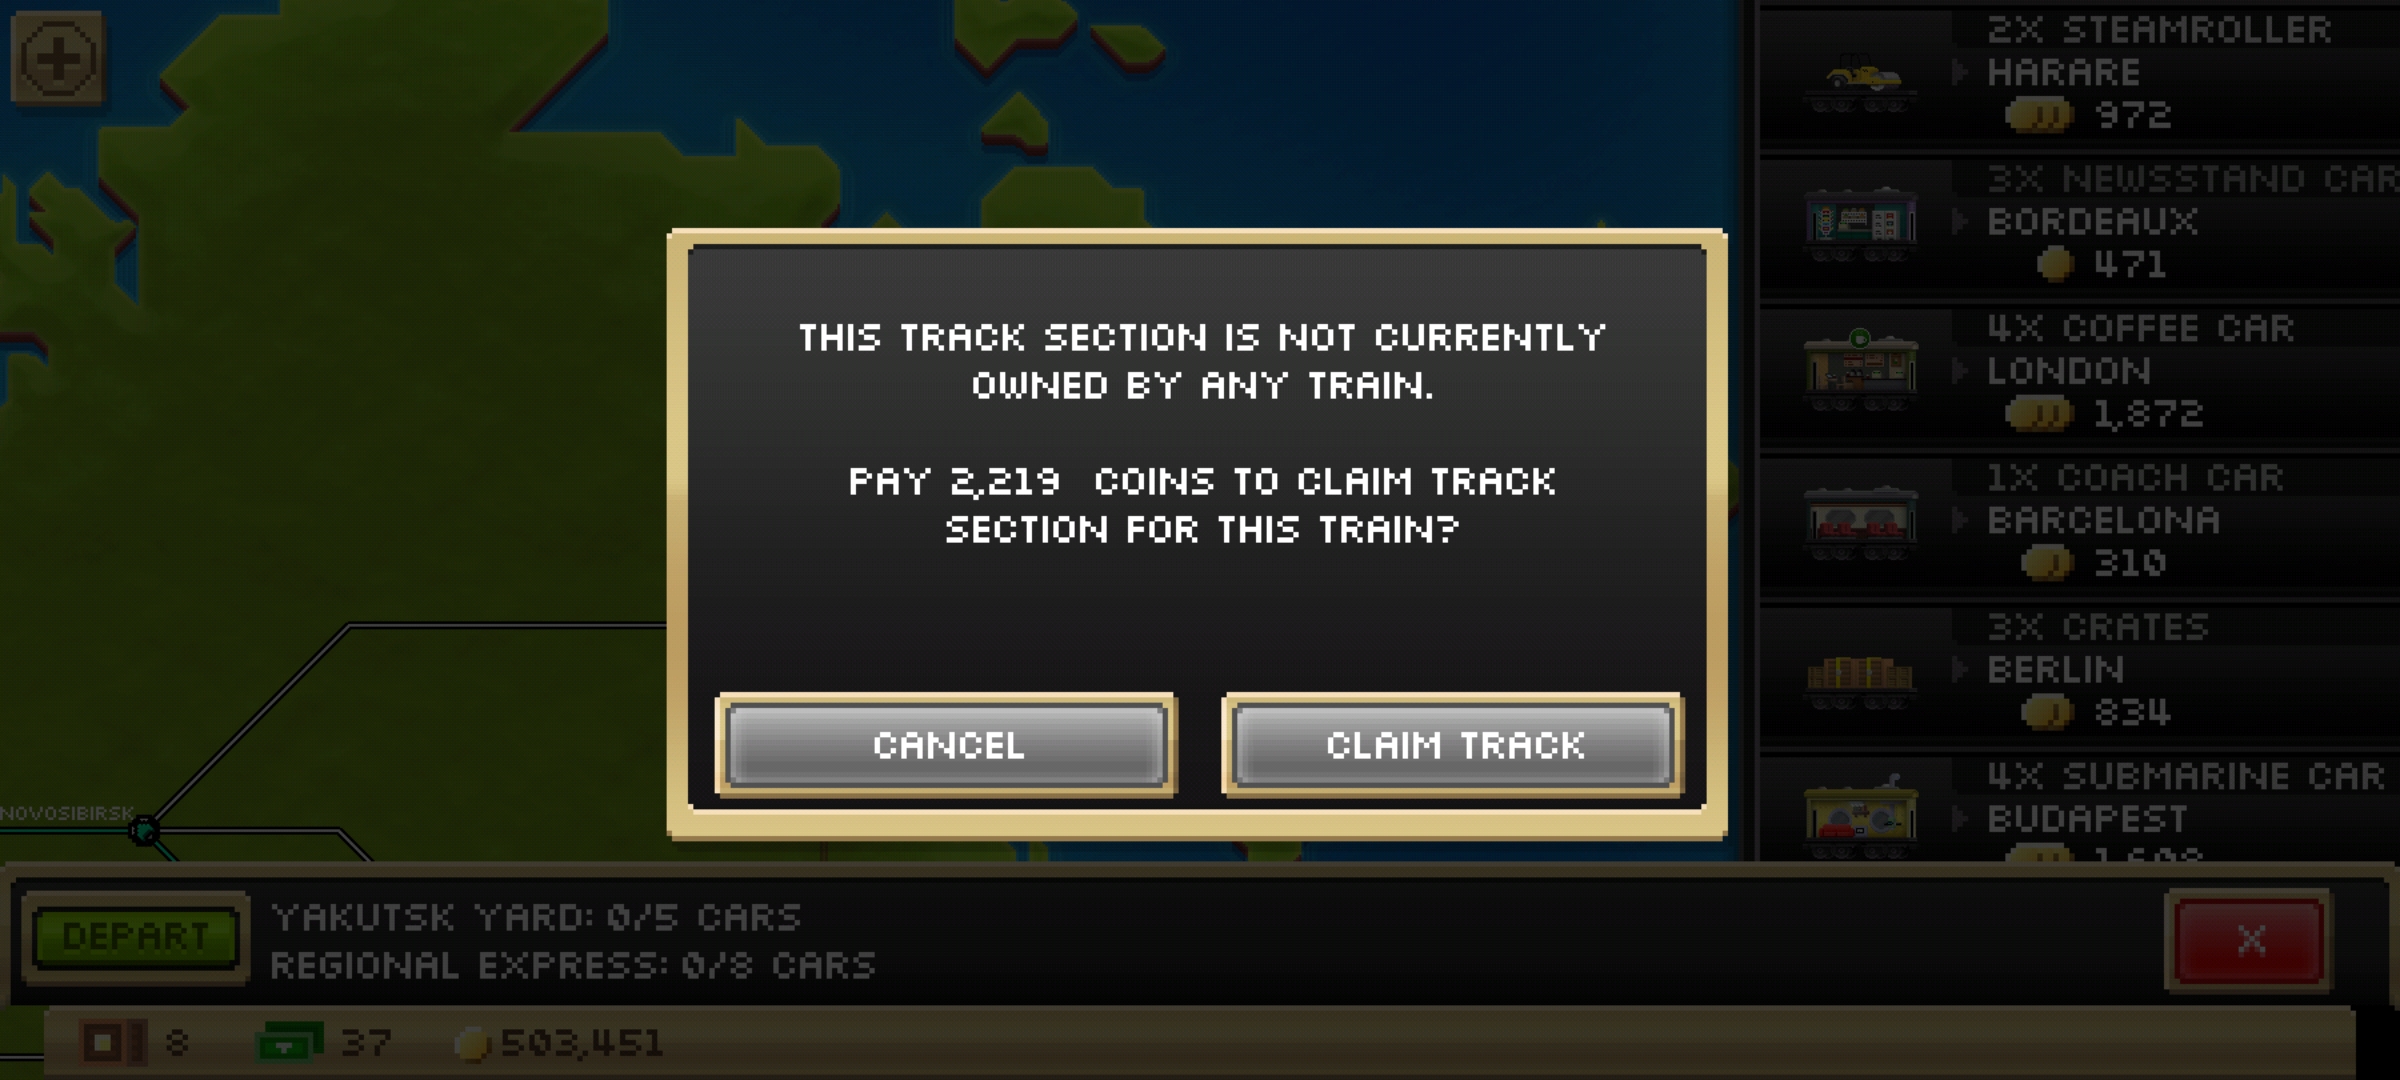 2X STEAMROLLER
HARARE
972
3X NEWSSTAND CAR
BORDEAUX
471
4X COFFEE CAR
LONDON
1,872
1X COACH CAR
BARCELONA
310
3X CRATES
BERLIN
834
4X SUBMARINE CAR
BUDAPEST
1,608
THIS TRACK SECTION IS NOT CURRENTLY
OWNED BY ANY TRAIN.
PAY 2,219 COINS TO CLAIM TRACK
SECTION FOR THIS TRAIN?
CANCEL
CLAIM TRACK
NOVOSIBIRSK
DEPART
YAKUTSK YARD: 0/5 CARS
REGIONAL EXPRESS: 0/8 CARS
X
8
37
503,451